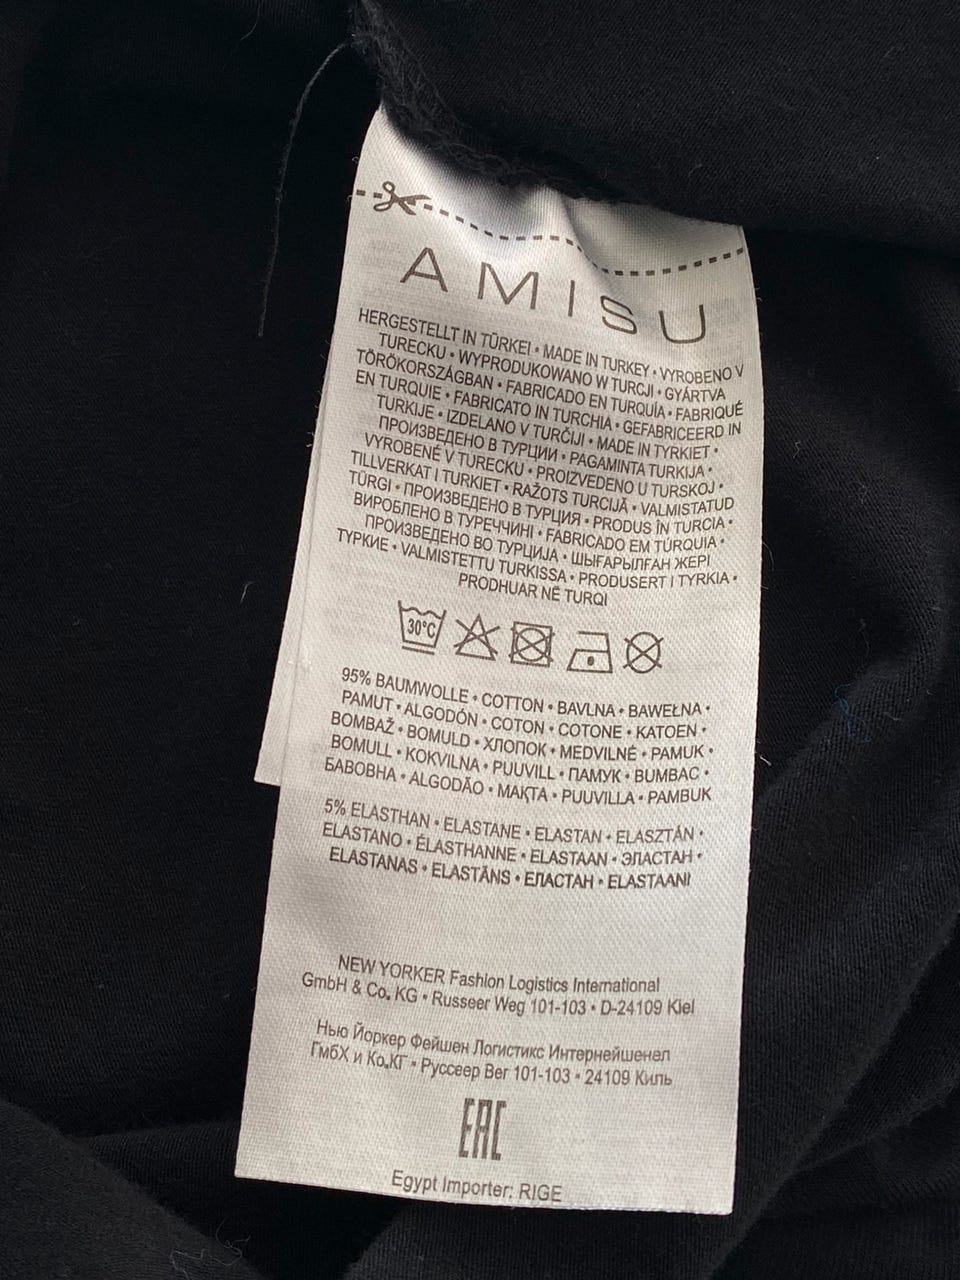 AMISU
HERGESTELLT IN TÜRKEI • MADE IN TURKEY • VYROBENO V
TURECKU • WYPRODUKOWANO W TURCJI • GYÁRTVA
TÖRÖKORSZÁGBAN • FABRICADO EN TURQUÍA • FABRIQUÉ
EN TURQUIE • FABRICATO IN TURCHIA • GEFABRICEERD IN
TURKIJE • IZDELANO V TURČIJI • MADE IN TYRKIET •
ПРОИЗВЕДЕНО В ТУРЦИИ • PAGAMINTA TURKIJA •
VYROBENÉ V TURECKU • PROIZVEDENO U TURSKOJ •
TILLVERKAT I TURKIET • RAŽOTS TURCIJĀ • VALMISTATUD
TÜRGI • ПРОИЗВЕДЕНО В ТУРЦИЯ • PRODUS ÎN TURCIA •
ВИРОБЛЕНО В ТУРЕЧЧИНІ • FABRICADO EM TÚRQUIA •
ПРОИЗВЕДЕНО ВО ТУРЦИЈА • ШЫҒАРЫЛҒАН ЖЕРІ
ТҮРКИЕ • VALMISTETTU TURKISSA • PRODUSERT I TYRKIA •
PRODHUAR NË TURQI
30°C
95% BAUMWOLLE • COTTON • BAVLNA • BAWEŁNA •
PAMUT • ALGODÓN • COTON • COTONE • KATOEN •
BOMBAŽ • BOMULD • ХЛОПОК • MEDVILNĖ • PAMUK •
BOMULL • KOKVILNA • PUUVILL • ПАМУК • BUMBAC •
БАВОВНА • ALGODÃO • МАҚТА • PUUVILLA • PAMBUK
5% ELASTHAN • ELASTANE • ELASTAN • ELASZTÁN •
ELASTANO • ÉLASTHANNE • ELASTAAN • ЭЛАСТАН •
ELASTANAS • ELASTĀNS • ЕЛАСТАН • ELASTAANI
NEW YORKER Fashion Logistics International
GmbH & Co. KG • Russeer Weg 101-103 • D-24109 Kiel
Нью Йоркер Фейшен Логистикс Интернейшенел
ГмбХ и Ко.КГ • Руссеер Вег 101-103 • 24109 Киль
EAC
Egypt Importer: RIGE